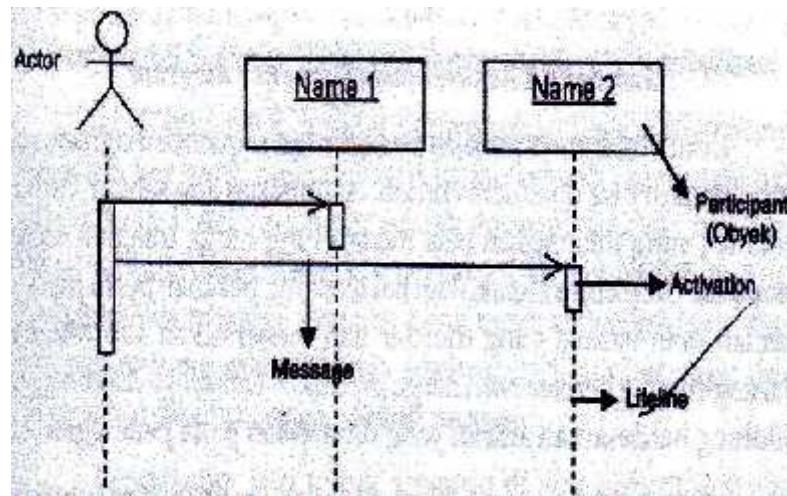 Actor
Name 1
Name 2
Participant
(Obyek)
Activation
Message
Lifeline